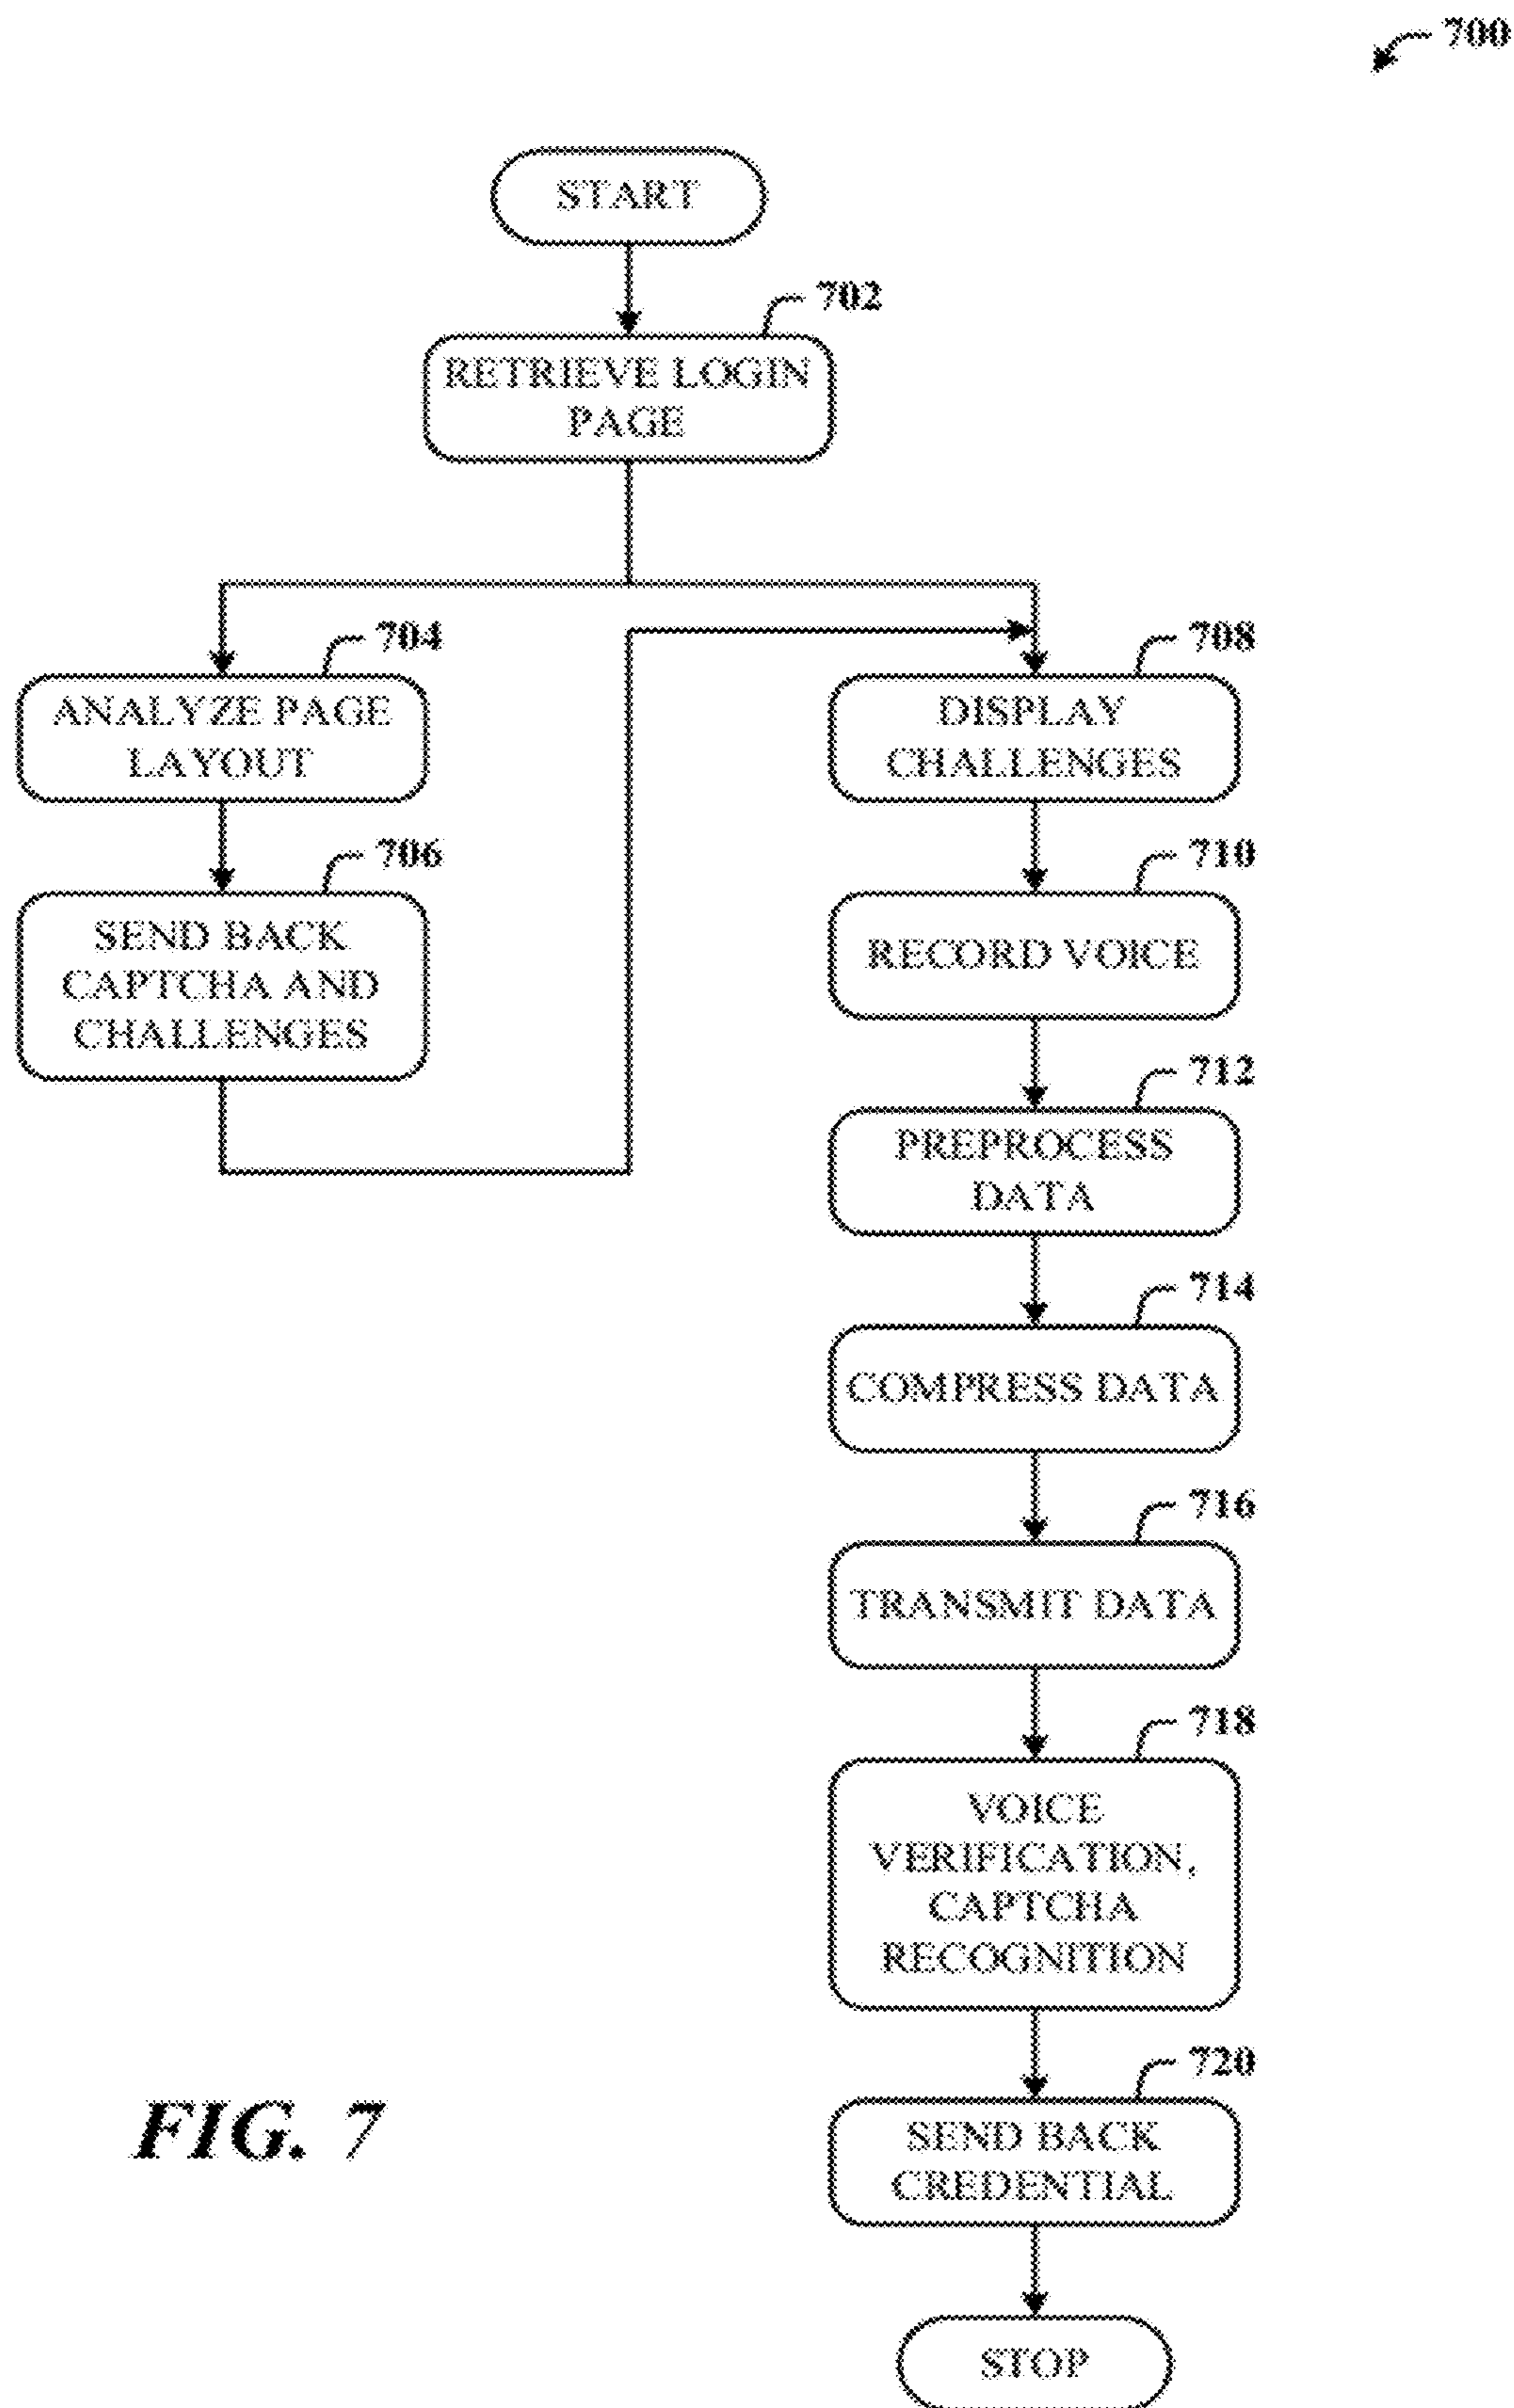 700
START
702
RETRIEVE LOGIN
PAGE
704
ANALYZE PAGE
LAYOUT
706
SEND BACK
CAPTCHA AND
CHALLENGES
708
DISPLAY
CHALLENGES
710
RECORD VOICE
712
PREPROCESS
DATA
714
COMPRESS DATA
716
TRANSMIT DATA
718
VOICE
VERIFICATION,
CAPTCHA
RECOGNITION
720
SEND BACK
CREDENTIAL
STOP
FIG. 7